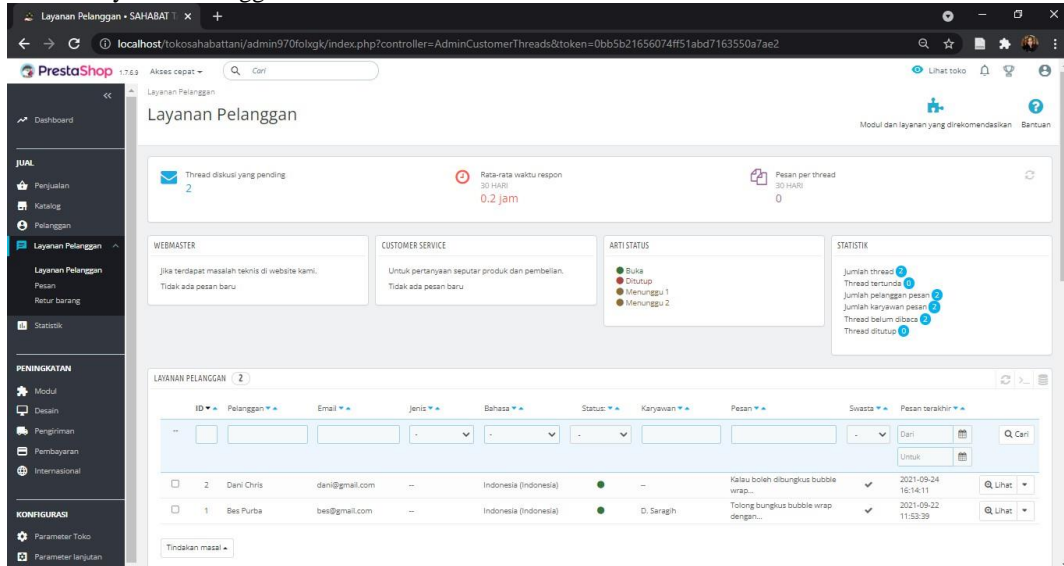 Layanan Pelanggan • SAHABAT T
localhost/tokosahabattani/admin970folxgk/index.php?controller=AdminCustomerThreads&token=0bb5b21656074ff51abd7163550a7ae2
PrestaShop 1.7.6.9 Akses cepat Cari Lihat toko
Layanan Pelanggan
Layanan Pelanggan
Modul dan layanan yang direkomendasikan Bantuan
Dashboard
JUAL
Penjualan
Katalog
Pelanggan
Layanan Pelanggan
Layanan Pelanggan
Pesan
Retur barang
Statistik
PENINGKATAN
Modul
Desain
Pengiriman
Pembayaran
Internasional
KONFIGURASI
Parameter Toko
Parameter lanjutan
Thread diskusi yang pending
2
Rata-rata waktu respon
30 HARI
0.2 jam
Pesan per thread
30 HARI
0
WEBMASTER
Jika terdapat masalah teknis di website kami.
Tidak ada pesan baru
CUSTOMER SERVICE
Untuk pertanyaan seputar produk dan pembelian.
Tidak ada pesan baru
ARTI STATUS
Buka
Ditutup
Menunggu 1
Menunggu 2
STATISTIK
Jumlah thread 2
Thread tertunda 0
Jumlah pelanggan pesan 2
Jumlah karyawan pesan 2
Thread belum dibaca 2
Thread ditutup 0
LAYANAN PELANGGAN 2
ID Pelanggan Email Jenis Bahasa Status: Karyawan Pesan Swasta Pesan terakhir
-- - - - - Dari Cari
Untuk
2 Dani Chris dani@gmail.com -- Indonesia (Indonesia) -- Kalau boleh dibungkus bubble wrap... 2021-09-24 16:14:11 Lihat
1 Bes Purba bes@gmail.com -- Indonesia (Indonesia) D. Saragih Tolong bungkus bubble wrap dengan... 2021-09-22 11:53:39 Lihat
Tindakan masal